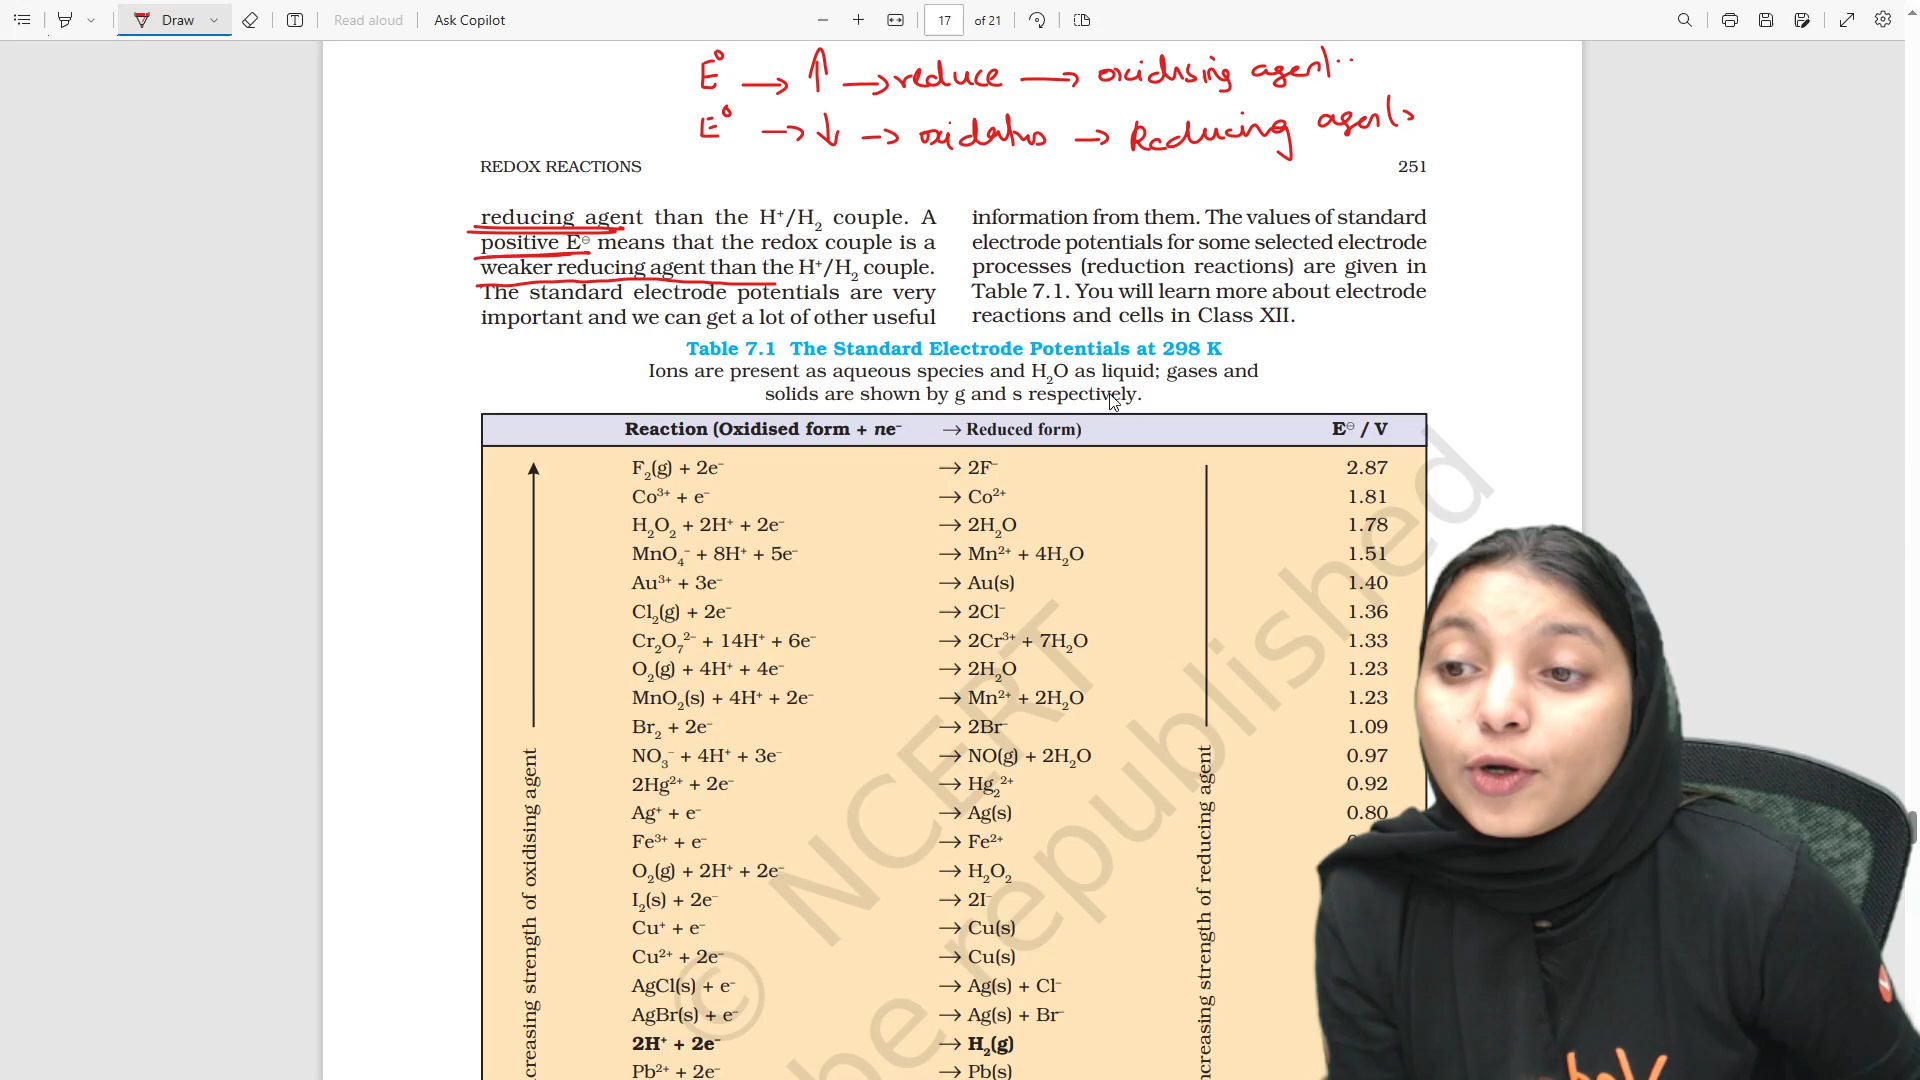 Draw
Read aloud
Ask Copilot
17 of 21
E⁰ → ↑ → reduce → oxidising agent..
E⁰ → ↓ → → Reducing agent
REDOX REACTIONS
251
reducing agent than the H⁺/H₂ couple. A
positive E⊖ means that the redox couple is a
weaker reducing agent than the H⁺/H₂ couple.
The standard electrode potentials are very
important and we can get a lot of other useful
information from them. The values of standard
electrode potentials for some selected electrode
processes (reduction reactions) are given in
Table 7.1. You will learn more about electrode
reactions and cells in Class XII.
Table 7.1 The Standard Electrode Potentials at 298 K
Ions are present as aqueous species and H₂O as liquid; gases and
solids are shown by g and s respectively.
Reaction (Oxidised form + ne⁻ → Reduced form) E⊖ / V
F₂(g) + 2e⁻ → 2F⁻ 2.87
Co³⁺ + e⁻ → Co²⁺ 1.81
H₂O₂ + 2H⁺ + 2e⁻ → 2H₂O 1.78
MnO₄⁻ + 8H⁺ + 5e⁻ → Mn²⁺ + 4H₂O 1.51
Au³⁺ + 3e⁻ → Au(s) 1.40
Cl₂(g) + 2e⁻ → 2Cl⁻ 1.36
Cr₂O₇²⁻ + 14H⁺ + 6e⁻ → 2Cr³⁺ + 7H₂O 1.33
O₂(g) + 4H⁺ + 4e⁻ → 2H₂O 1.23
MnO₂(s) + 4H⁺ + 2e⁻ → Mn²⁺ + 2H₂O 1.23
Br₂ + 2e⁻ → 2Br⁻ 1.09
NO₃⁻ + 4H⁺ + 3e⁻ → NO(g) + 2H₂O 0.97
2Hg²⁺ + 2e⁻ → Hg₂²⁺ 0.92
Ag⁺ + e⁻ → Ag(s) 0.80
Fe³⁺ + e⁻ → Fe²⁺
O₂(g) + 2H⁺ + 2e⁻ → H₂O₂
I₂(s) + 2e⁻ → 2I⁻
Cu⁺ + e⁻ → Cu(s)
Cu²⁺ + 2e⁻ → Cu(s)
AgCl(s) + e⁻ → Ag(s) + Cl⁻
AgBr(s) + e⁻ → Ag(s) + Br⁻
2H⁺ + 2e⁻ → H₂(g)
Pb²⁺ + 2e⁻ → Pb(s)
creasing strength of oxidising agent
ncreasing strength of reducing agent
© NCERT
be republished